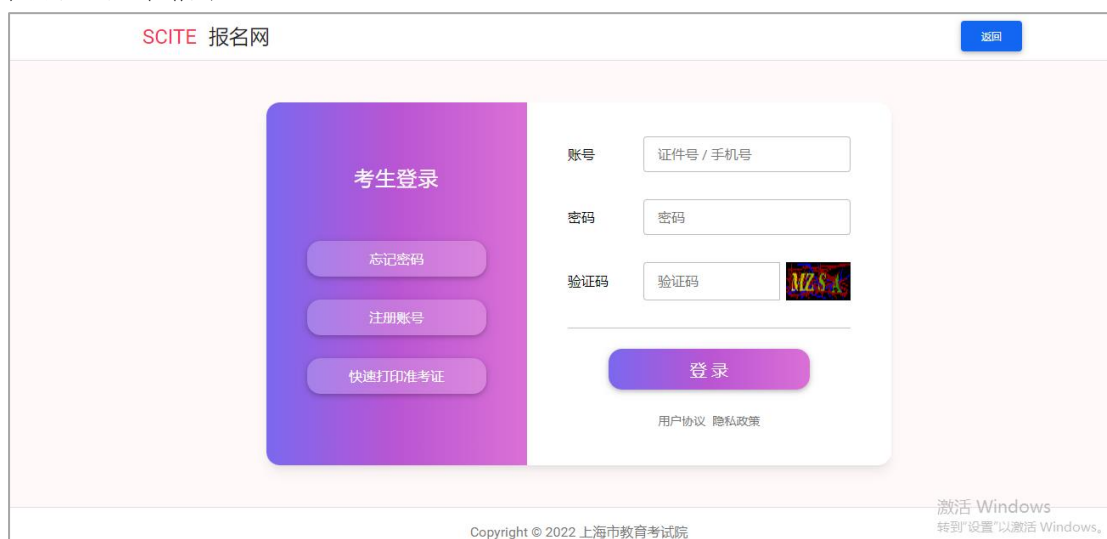 SCITE 报名网
返回
考生登录
忘记密码
注册账号
快速打印准考证
账号
证件号 / 手机号
密码
密码
验证码
验证码
MZ S A
登 录
用户协议 隐私政策
Copyright © 2022 上海市教育考试院
激活 Windows
转到"设置"以激活 Windows。